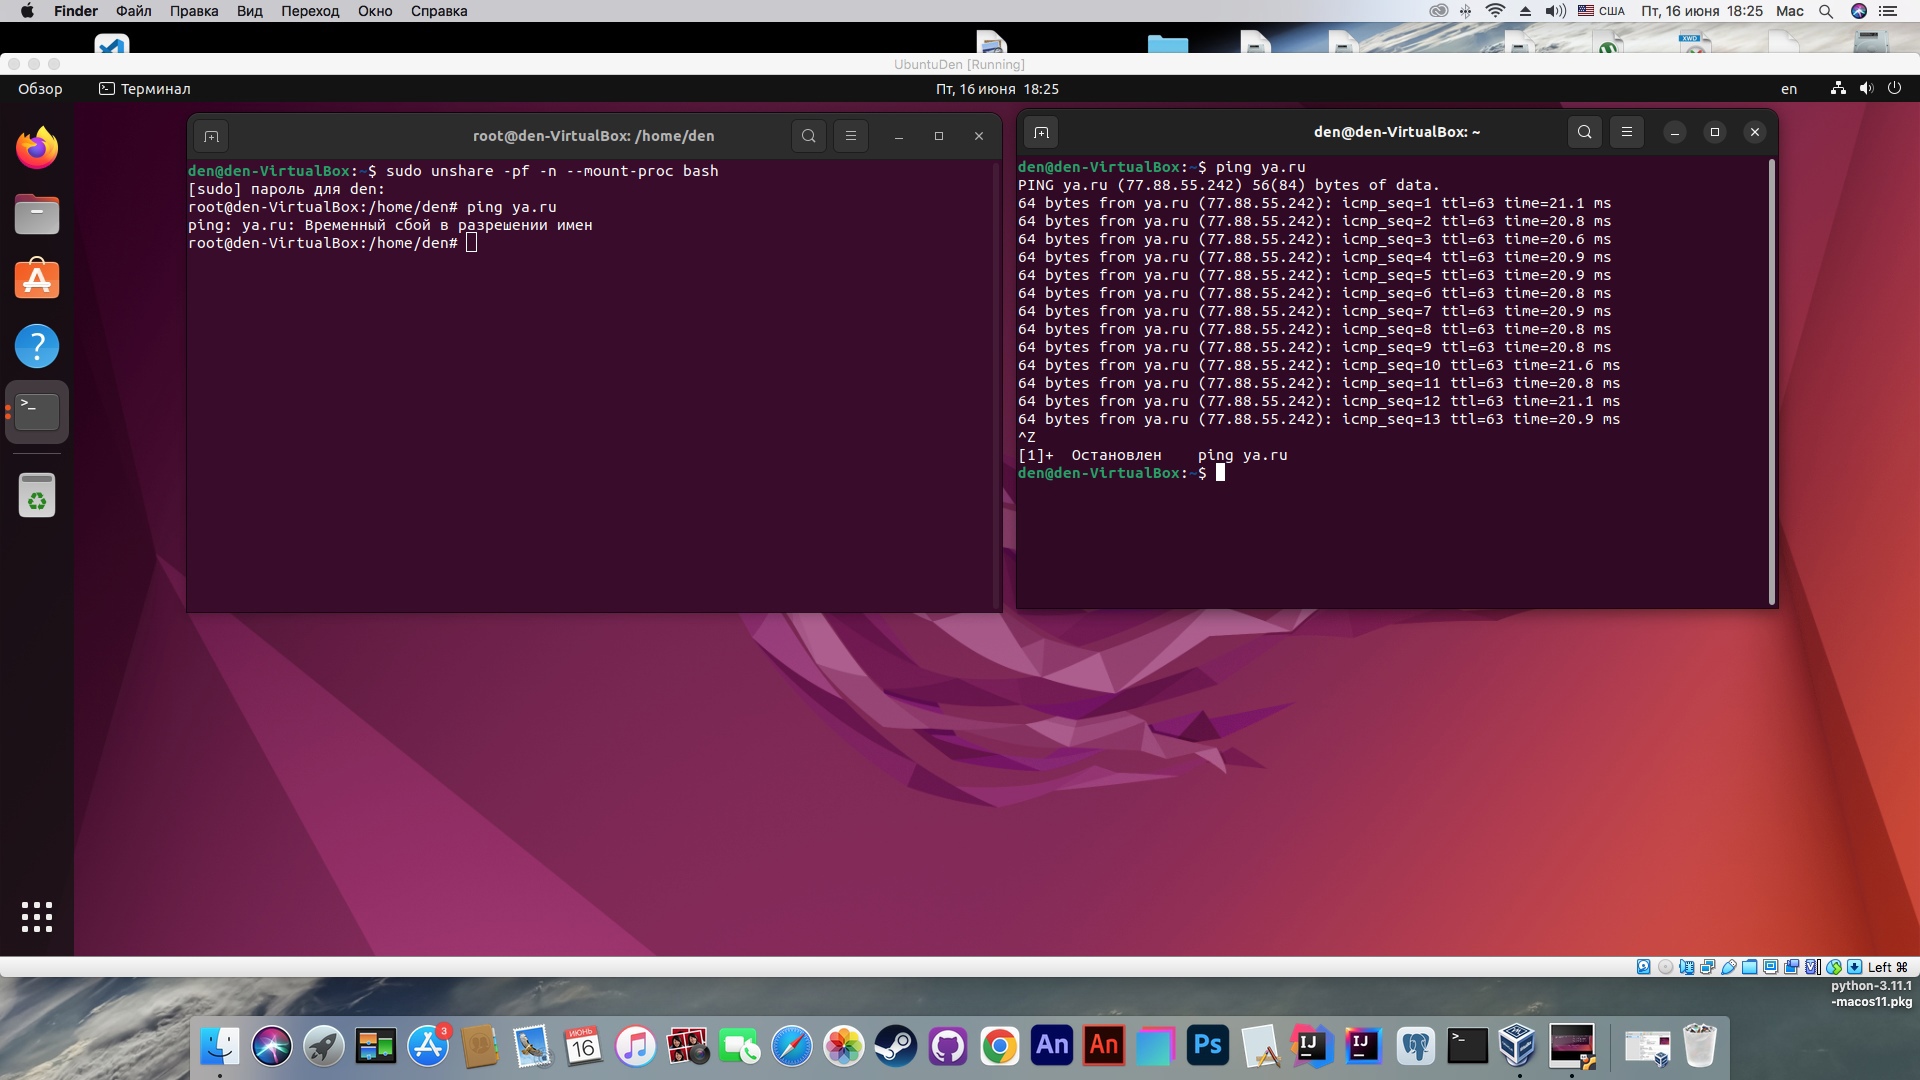 Finder Файл Правка Вид Переход Окно Справка
США Пт, 16 июня 18:25 Mac
XWD
UbuntuDen [Running]
Обзор Терминал Пт, 16 июня 18:25 en
root@den-VirtualBox: /home/den
den@den-VirtualBox:~$ sudo unshare -pf -n --mount-proc bash
[sudo] пароль для den:
root@den-VirtualBox:/home/den# ping ya.ru
ping: ya.ru: Временный сбой в разрешении имен
root@den-VirtualBox:/home/den#
den@den-VirtualBox: ~
den@den-VirtualBox:~$ ping ya.ru
PING ya.ru (77.88.55.242) 56(84) bytes of data.
64 bytes from ya.ru (77.88.55.242): icmp_seq=1 ttl=63 time=21.1 ms
64 bytes from ya.ru (77.88.55.242): icmp_seq=2 ttl=63 time=20.8 ms
64 bytes from ya.ru (77.88.55.242): icmp_seq=3 ttl=63 time=20.6 ms
64 bytes from ya.ru (77.88.55.242): icmp_seq=4 ttl=63 time=20.9 ms
64 bytes from ya.ru (77.88.55.242): icmp_seq=5 ttl=63 time=20.9 ms
64 bytes from ya.ru (77.88.55.242): icmp_seq=6 ttl=63 time=20.8 ms
64 bytes from ya.ru (77.88.55.242): icmp_seq=7 ttl=63 time=20.9 ms
64 bytes from ya.ru (77.88.55.242): icmp_seq=8 ttl=63 time=20.8 ms
64 bytes from ya.ru (77.88.55.242): icmp_seq=9 ttl=63 time=20.8 ms
64 bytes from ya.ru (77.88.55.242): icmp_seq=10 ttl=63 time=21.6 ms
64 bytes from ya.ru (77.88.55.242): icmp_seq=11 ttl=63 time=20.8 ms
64 bytes from ya.ru (77.88.55.242): icmp_seq=12 ttl=63 time=21.1 ms
64 bytes from ya.ru (77.88.55.242): icmp_seq=13 ttl=63 time=20.9 ms
^Z
[1]+  Остановлен    ping ya.ru
den@den-VirtualBox:~$
Left ⌘
python-3.11.1
-macos11.pkg
3
ИЮНЬ
16
An An Ps IJ IJ